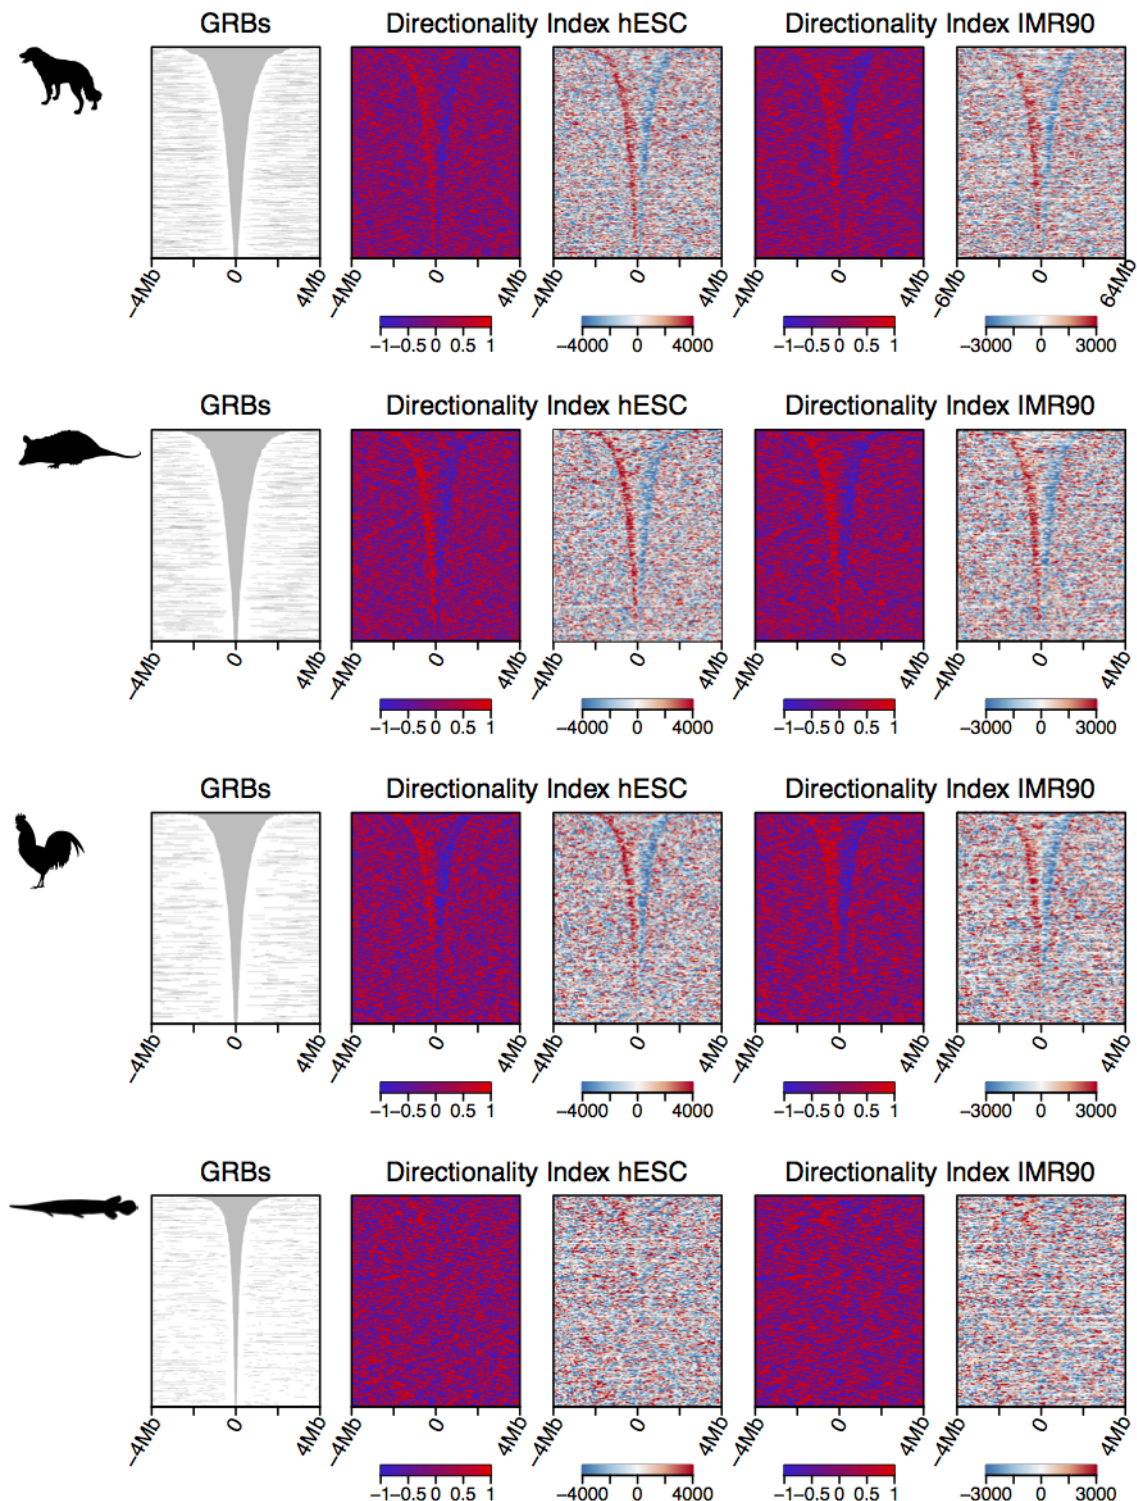 GRBs Directionality Index hESC Directionality Index IMR90
−4Mb 0 4Mb −4Mb 0 4Mb −4Mb 0 4Mb −4Mb 0 4Mb −6Mb 0 64Mb
−1−0.5 0 0.5 1 −4000 0 4000 −1−0.5 0 0.5 1 −3000 0 3000
GRBs Directionality Index hESC Directionality Index IMR90
−4Mb 0 4Mb −4Mb 0 4Mb −4Mb 0 4Mb −4Mb 0 4Mb −4Mb 0 4Mb
−1−0.5 0 0.5 1 −4000 0 4000 −1−0.5 0 0.5 1 −3000 0 3000
GRBs Directionality Index hESC Directionality Index IMR90
−4Mb 0 4Mb −4Mb 0 4Mb −4Mb 0 4Mb −4Mb 0 4Mb −4Mb 0 4Mb
−1−0.5 0 0.5 1 −4000 0 4000 −1−0.5 0 0.5 1 −3000 0 3000
GRBs Directionality Index hESC Directionality Index IMR90
−4Mb 0 4Mb −4Mb 0 4Mb −4Mb 0 4Mb −4Mb 0 4Mb −4Mb 0 4Mb
−1−0.5 0 0.5 1 −4000 0 4000 −1−0.5 0 0.5 1 −3000 0 3000